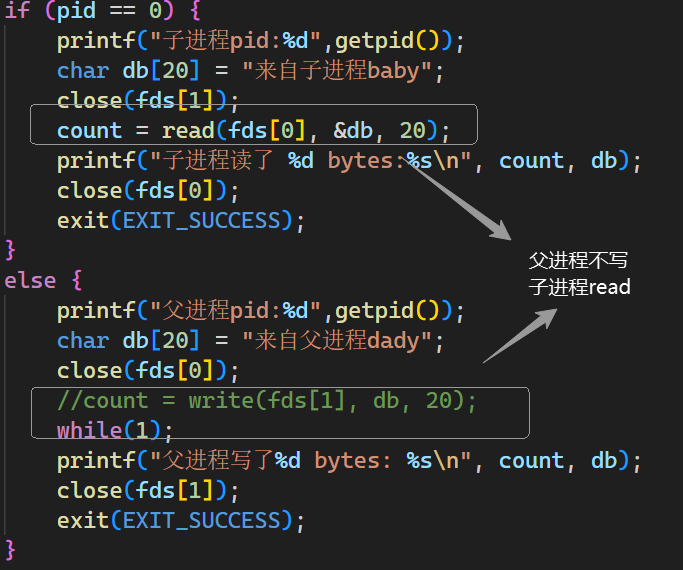 if (pid == 0) {
printf("子进程pid:%d",getpid());
char db[20] = "来自子进程baby";
close(fds[1]);
count = read(fds[0], &db, 20);
printf("子进程读了 %d bytes:%s\n", count, db);
close(fds[0]);
exit(EXIT_SUCCESS);
}
父进程不写
子进程read
else {
printf("父进程pid:%d",getpid());
char db[20] = "来自父进程dady";
close(fds[0]);
//count = write(fds[1], db, 20);
while(1);
printf("父进程写了%d bytes: %s\n", count, db);
close(fds[1]);
exit(EXIT_SUCCESS);
}